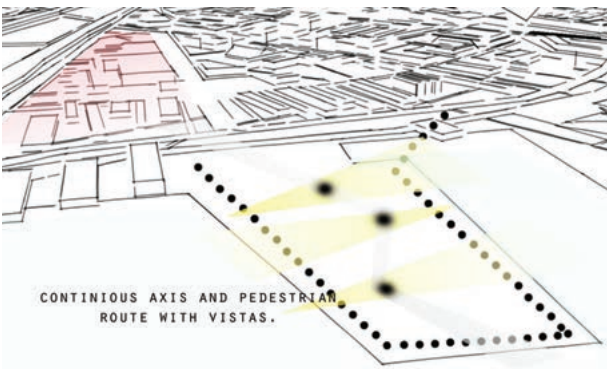 CONTINIOUS AXIS AND PEDESTRIAN
ROUTE WITH VISTAS.